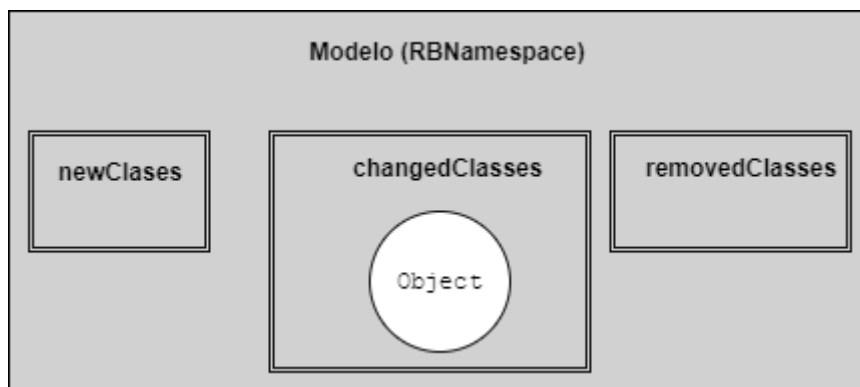 Modelo (RBNamespace)
newClases
changedClasses
removedClasses
Object